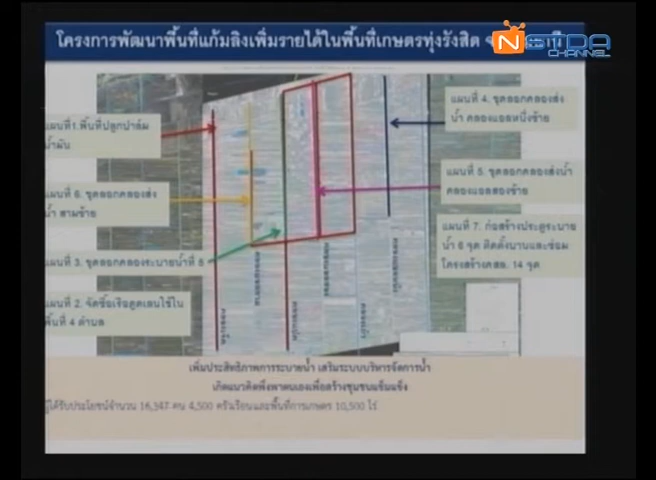 โครงการพัฒนาพื้นที่แก้มลิงเพิ่มรายได้ในพื้นที่เกษตรทุ่งรังสิต
NSTDA
CHANNEL
แผนที่1.พื้นที่ปลูกปาล์ม
น้ำมัน
แผนที่ 4. ขุดลอกคลองส่ง
น้ำ คลองแอลหนึ่งซ้าย
แผนที่ 6. ขุดลอกคลองส่ง
น้ำ สามซ้าย
แผนที่ 5. ขุดลอกคลองส่งน้ำ
คลองแอลสองซ้าย
แผนที่ 3. ขุดลอกคลองระบายน้ำที่ 8
แผนที่ 7. ก่อสร้างประตูระบาย
น้ำ 6 จุด ติดตั้งบานและซ่อม
โครงสร้างคสล. 14 จุด
แผนที่ 2. จัดซื้อเรือดูดเลนใช้ใน
พื้นที่ 4 ตำบล
เพิ่มประสิทธิภาพการระบายน้ำ เสริมระบบบริหารจัดการน้ำ
เกิดแนวคิดพึ่งพาตนเองเพื่อสร้างชุมชนเข้มแข็ง
ผู้ได้รับประโยชน์จำนวน 16,347 คน 4,500 ครัวเรือนและพื้นที่การเกษตร 10,500 ไร่